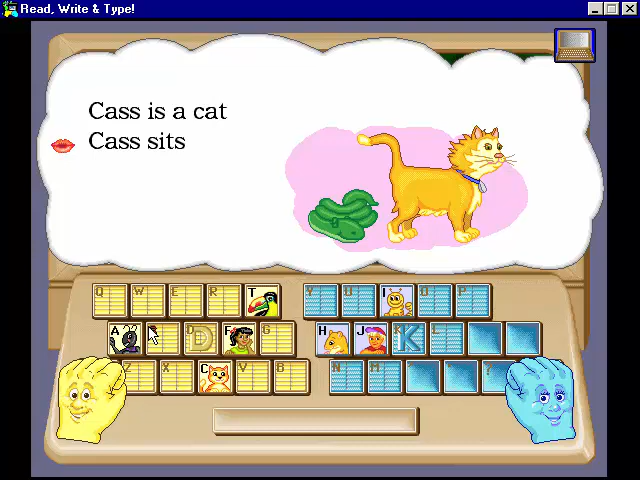 Read, Write & Type!
Cass is a cat
Cass sits
Q W E R T Y U I O P
A D F G H J K L
Z X C V B N M , . ?